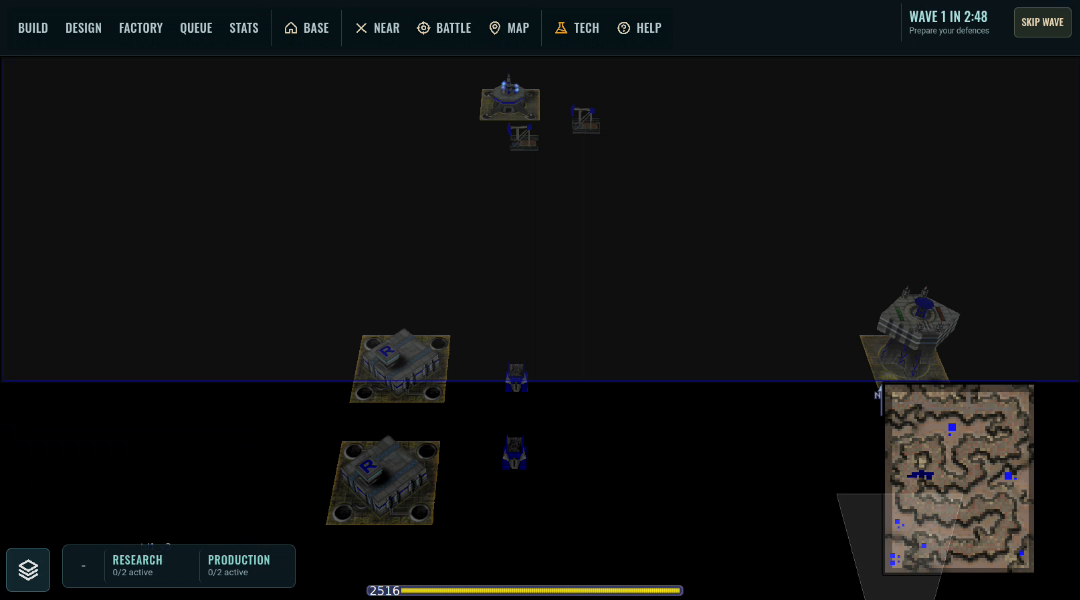 BUILD DESIGN FACTORY QUEUE STATS BASE NEAR BATTLE MAP TECH HELP
WAVE 1 IN 2:48
Prepare your defences
SKIP WAVE
R
N
R
RESEARCH
0/2 active
PRODUCTION
0/2 active
2516